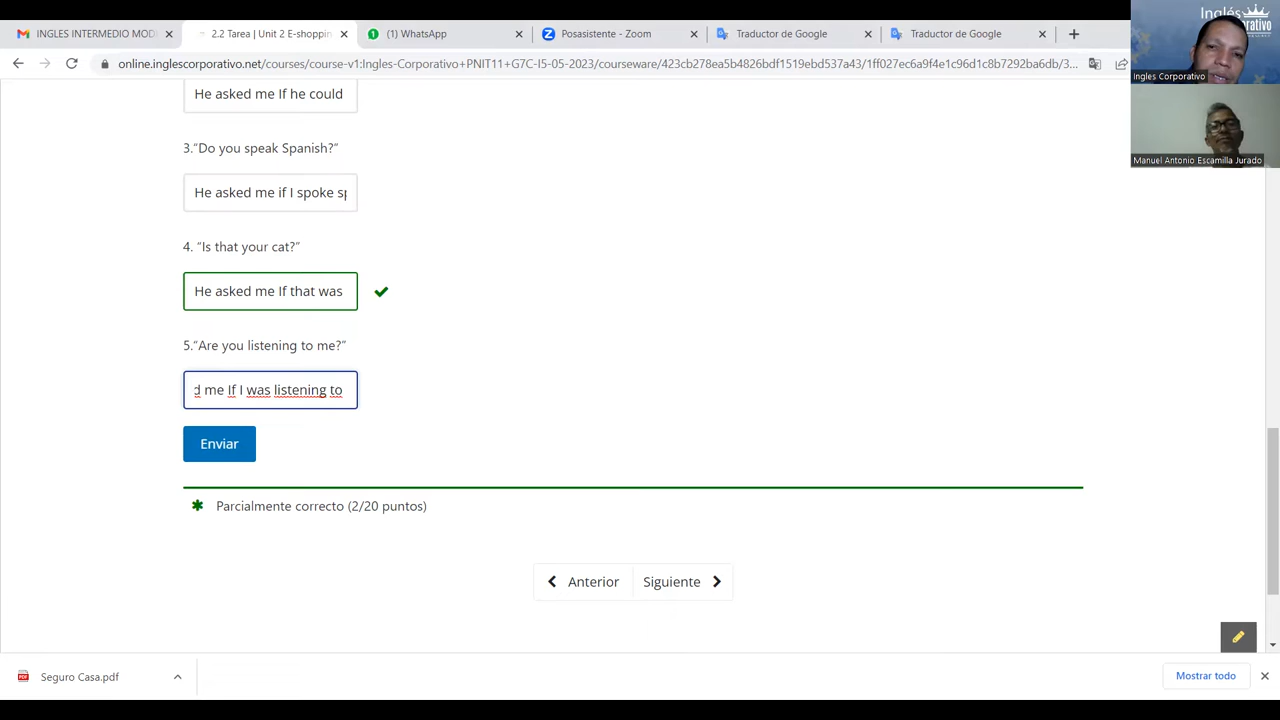 INGLES INTERMEDIO MOD
2.2 Tarea | Unit 2 E-shoppin
(1) WhatsApp
Posasistente - Zoom
Traductor de Google
Traductor de Google
online.inglescorporativo.net/courses/course-v1:Ingles-Corporativo+PNIT11+G7C-I5-05-2023/courseware/423cb278ea5b4826bdf1519ebd537a43/1ff027ec6a9f4e1c96d1c8b7292ba6db/3...
Inglés
Ingles Corporativo
Manuel Antonio Escamilla Jurado
He asked me If he could
3.“Do you speak Spanish?”
He asked me if I spoke sp
4. “Is that your cat?”
He asked me If that was
5.“Are you listening to me?”
d me If I was listening to
Enviar
Parcialmente correcto (2/20 puntos)
Anterior
Siguiente
Seguro Casa.pdf
Mostrar todo